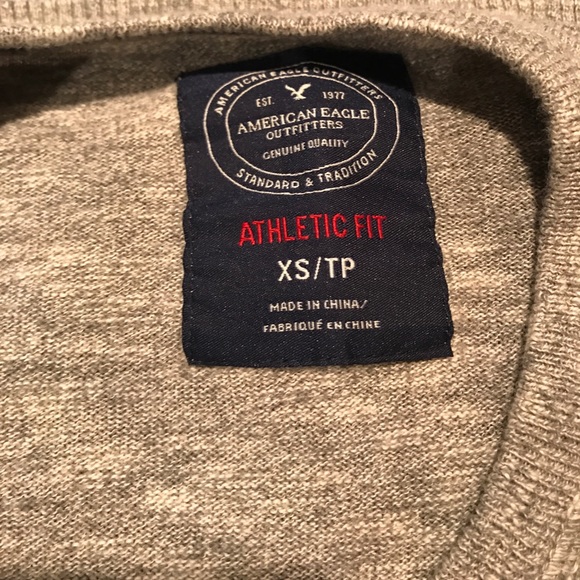 AMERICAN EAGLE OUTFITTERS
EST. 1977
AMERICAN EAGLE
OUTFITTERS
GENUINE QUALITY
STANDARD & TRADITION
ATHLETIC FIT
XS/TP
MADE IN CHINA/
FABRIQUÉ EN CHINE